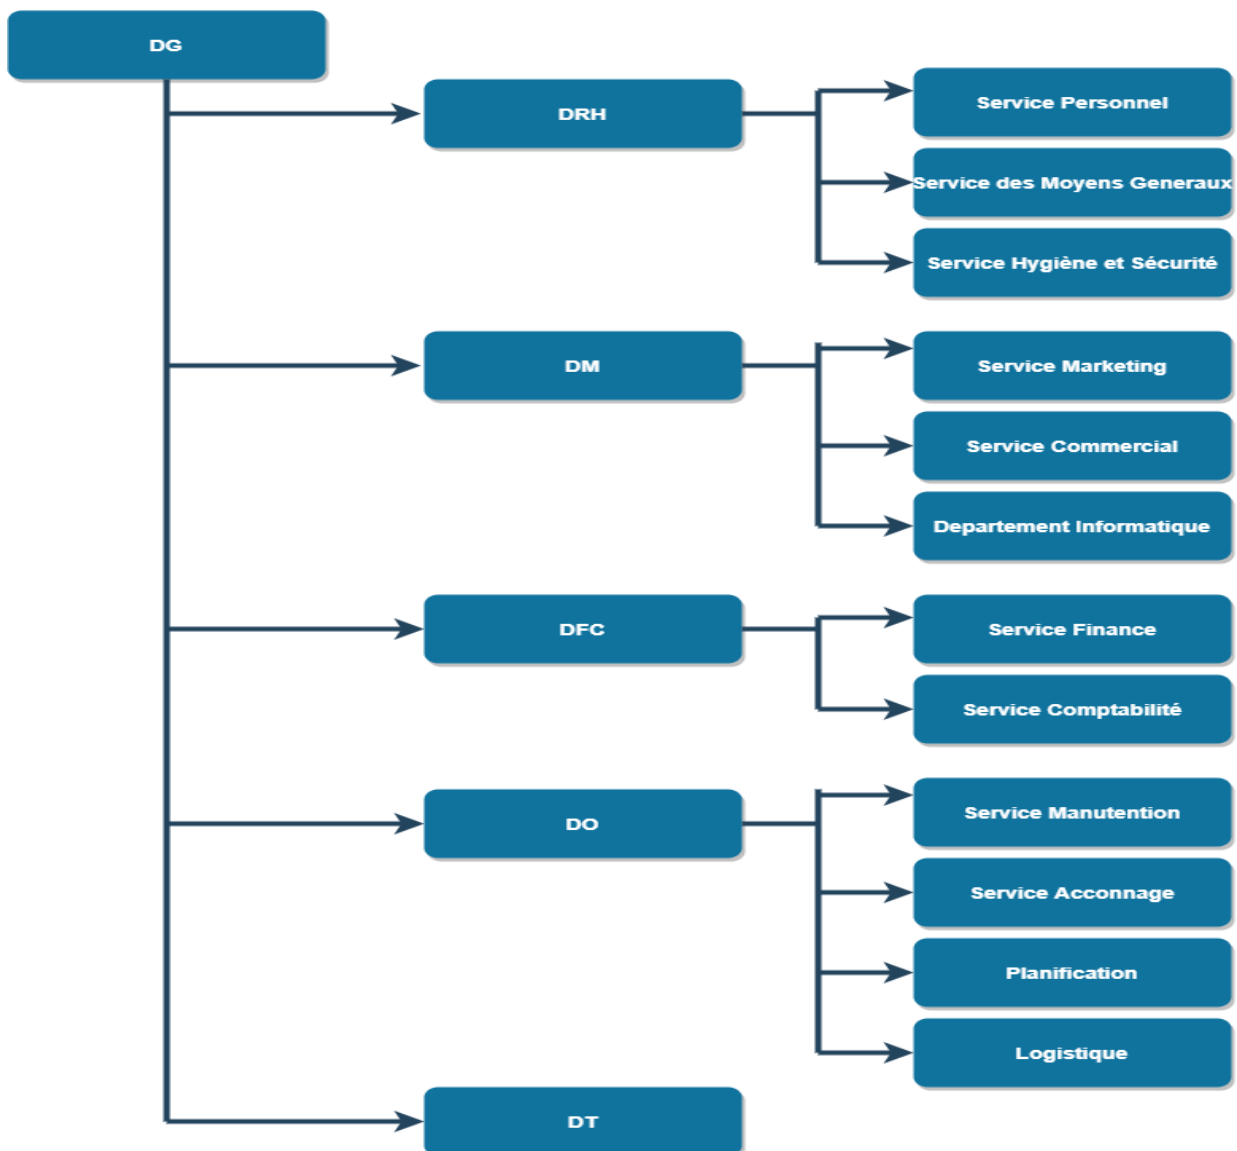 DG
DRH
Service Personnel
Service des Moyens Generaux
Service Hygiène et Sécurité
DM
Service Marketing
Service Commercial
Departement Informatique
DFC
Service Finance
Service Comptabilité
DO
Service Manutention
Service Acconnage
Planification
Logistique
DT